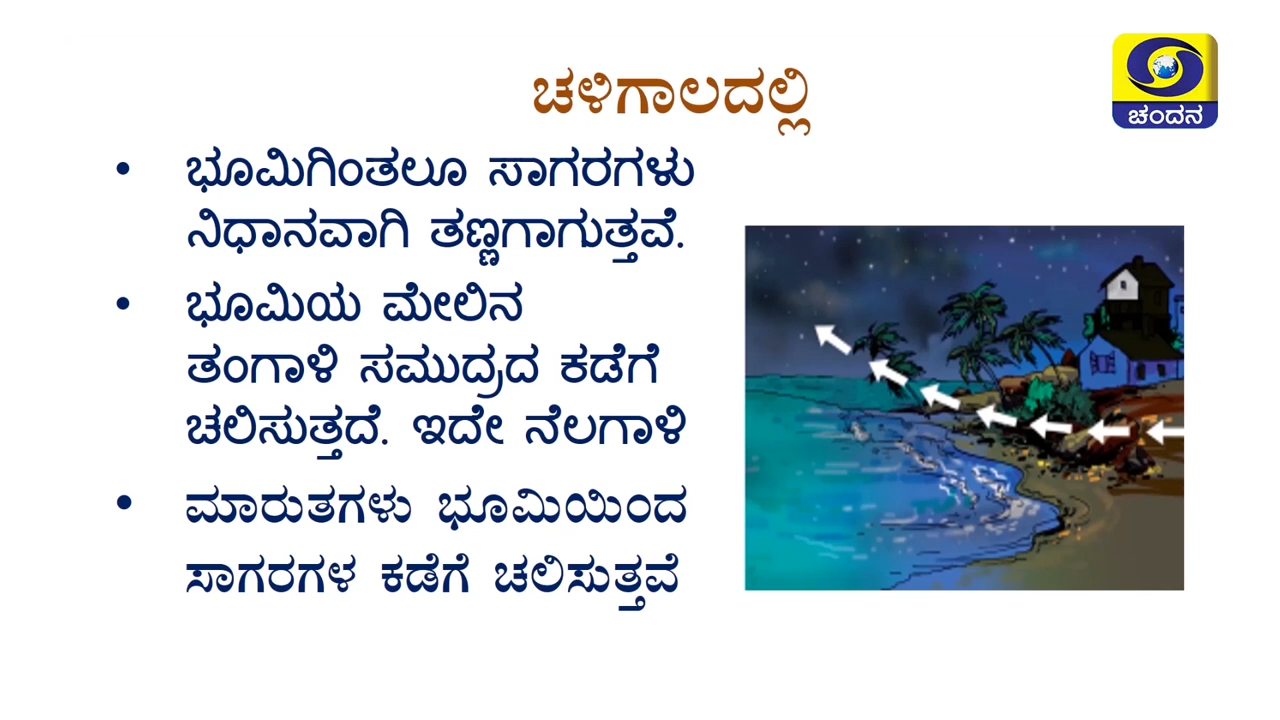 ಚಳಿಗಾಲದಲ್ಲಿ
ಚಂದನ
• ಭೂಮಿಗಿಂತಲೂ ಸಾಗರಗಳು
ನಿಧಾನವಾಗಿ ತಣ್ಣಗಾಗುತ್ತವೆ.
• ಭೂಮಿಯ ಮೇಲಿನ
ತಂಗಾಳಿ ಸಮುದ್ರದ ಕಡೆಗೆ
ಚಲಿಸುತ್ತದೆ. ಇದೇ ನೆಲಗಾಳಿ
• ಮಾರುತಗಳು ಭೂಮಿಯಿಂದ
ಸಾಗರಗಳ ಕಡೆಗೆ ಚಲಿಸುತ್ತವೆ